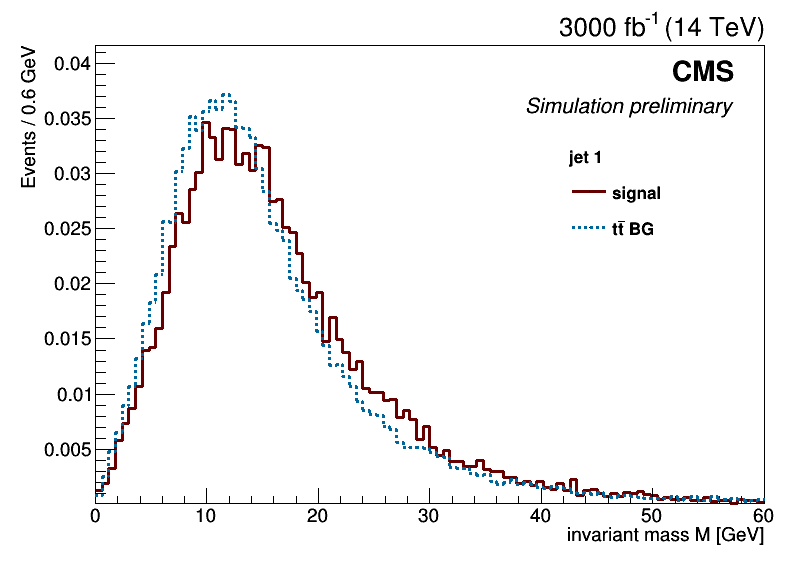 3000 fb⁻¹ (14 TeV)
Events / 0.6 GeV
0.04
0.035
0.03
0.025
0.02
0.015
0.01
0.005
CMS
Simulation preliminary
jet 1
signal
tt̄ BG
0 10 20 30 40 50 60
invariant mass M [GeV]